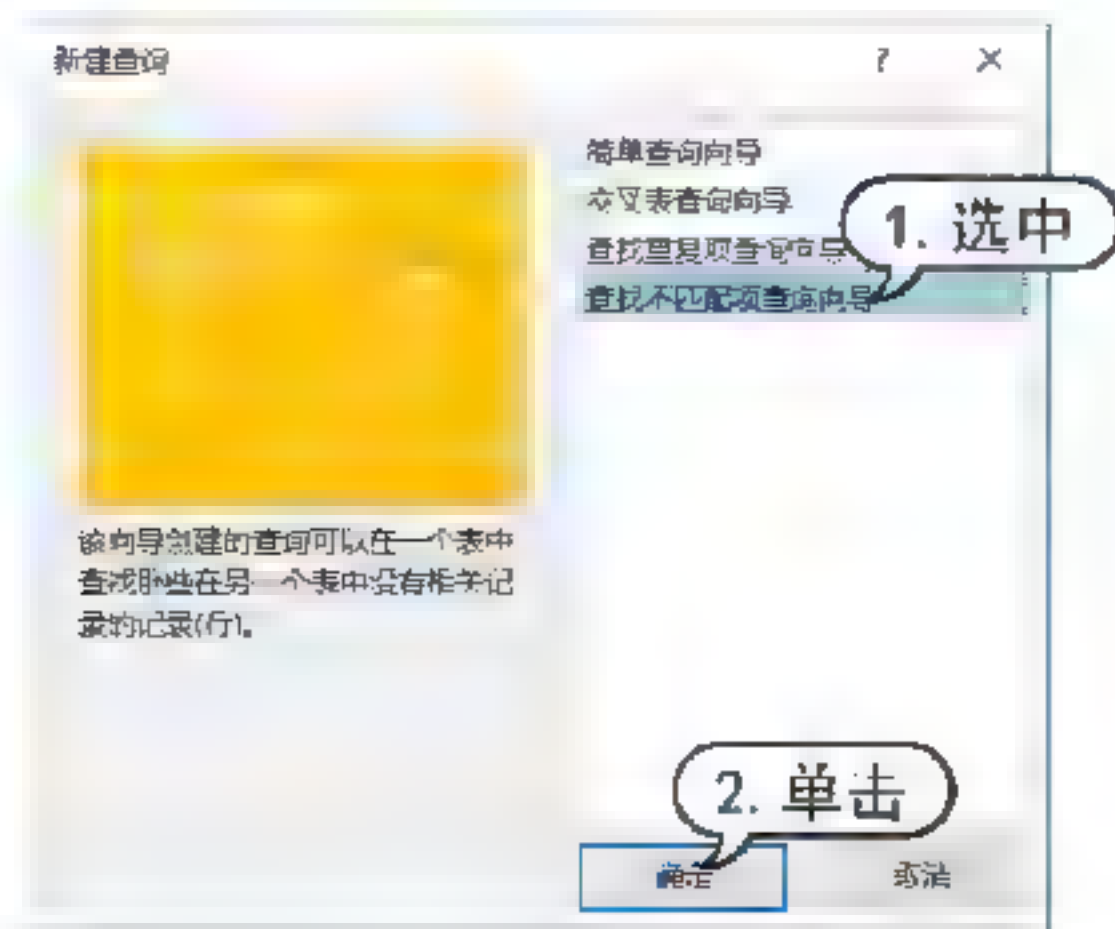 新建查询
?
×
简单查询向导
交叉表查询向导
查找重复项查询向导
查找不匹配项查询向导
1. 选中
该向导创建的查询可以在一个表中
查找那些在另一个表中没有相关记
录的记录(行)。
2. 单击
确定
取消